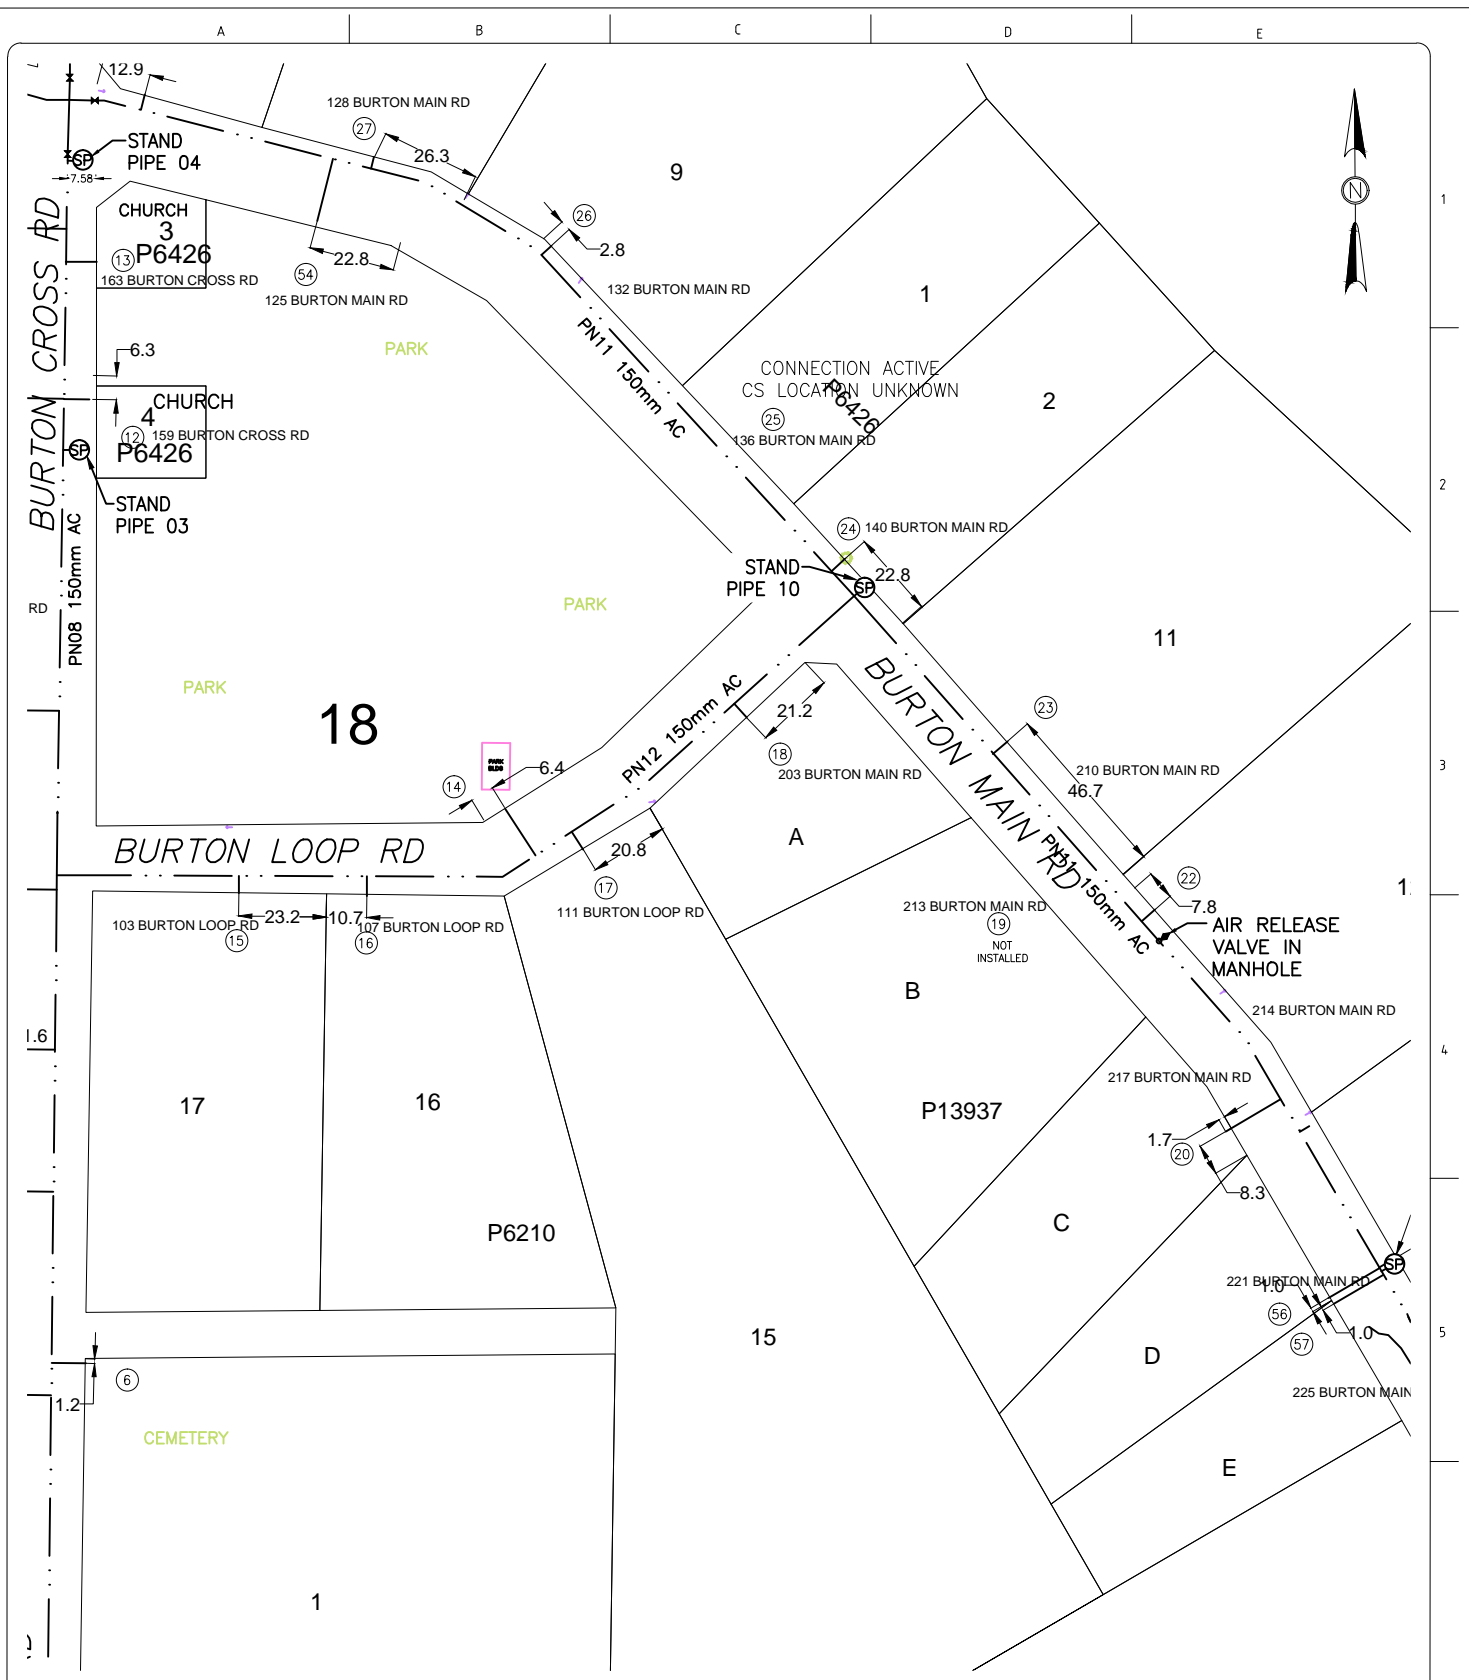 A
B
C
D
E
12.9
128 BURTON MAIN RD
27
26.3
STAND
PIPE 04
SP
7.58
9
1
N
CHURCH
3
P6426
13
163 BURTON CROSS RD
22.8
54
125 BURTON MAIN RD
26
2.8
132 BURTON MAIN RD
1
BURTON CROSS RD
6.3
PARK
PN11 150mm AC
CONNECTION ACTIVE
CS LOCATION UNKNOWN
P6426
25
136 BURTON MAIN RD
2
CHURCH
4
12
159 BURTON CROSS RD
P6426
SP
STAND
PIPE 03
2
24
140 BURTON MAIN RD
STAND
PIPE 10
SP
22.8
PN08 150mm AC
RD
PARK
11
PARK
18
PN12 150mm AC
21.2
18
203 BURTON MAIN RD
BURTON MAIN RD
23
210 BURTON MAIN RD
46.7
3
PARK
BLDG
6.4
14
BURTON LOOP RD
20.8
17
111 BURTON LOOP RD
A
PN11 150mm AC
22
7.8
1
103 BURTON LOOP RD
23.2
15
10.7
107 BURTON LOOP RD
16
213 BURTON MAIN RD
19
NOT
INSTALLED
AIR RELEASE
VALVE IN
MANHOLE
B
214 BURTON MAIN RD
1.6
4
17
16
217 BURTON MAIN RD
P13937
1.7
20
8.3
C
P6210
SP
221 BURTON MAIN RD
1.0
56
57
1.0
15
5
D
6
1.2
225 BURTON MAIN
CEMETERY
E
1